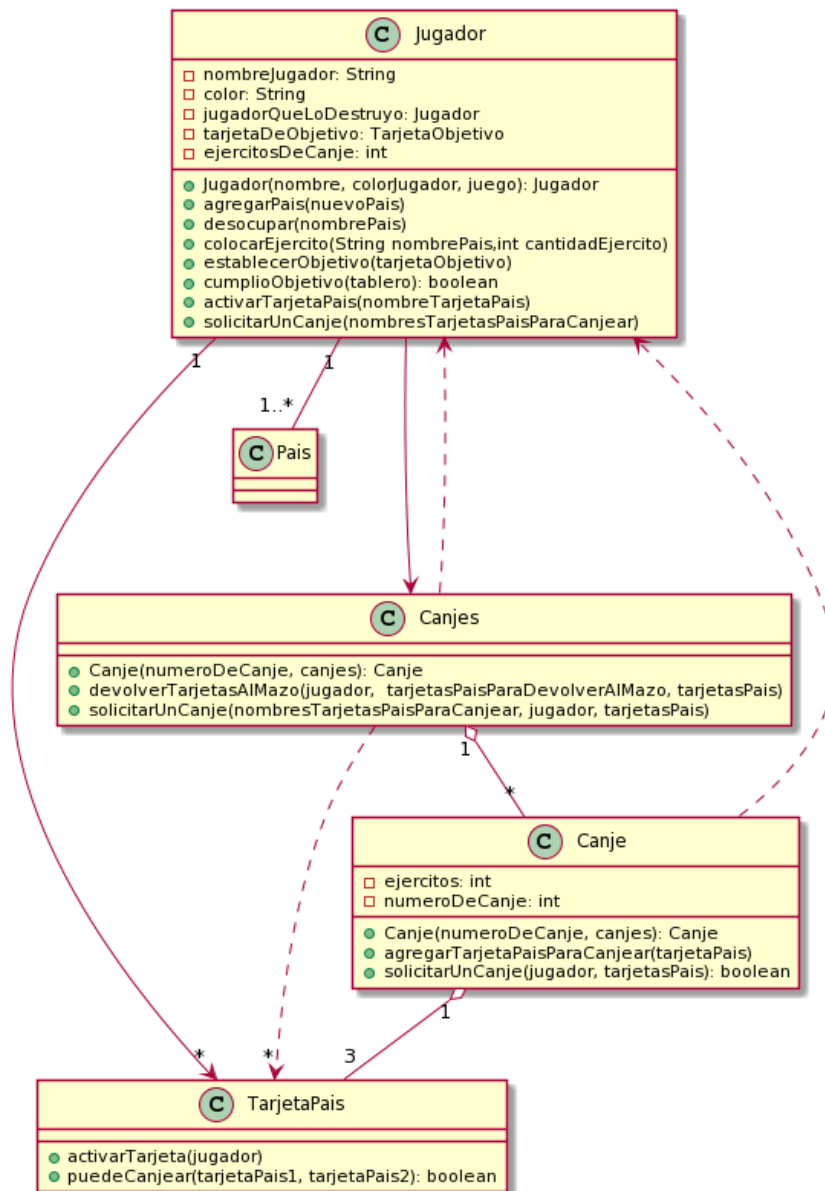 C Jugador
nombreJugador: String
color: String
jugadorQueLoDestruyo: Jugador
tarjetaDeObjetivo: TarjetaObjetivo
ejercitosDeCanje: int
Jugador(nombre, colorJugador, juego): Jugador
agregarPais(nuevoPais)
desocupar(nombrePais)
colocarEjercito(String nombrePais,int cantidadEjercito)
establecerObjetivo(tarjetaObjetivo)
cumplioObjetivo(tablero): boolean
activarTarjetaPais(nombreTarjetaPais)
solicitarUnCanje(nombresTarjetasPaisParaCanjear)
1
1
1..*
C Pais
C Canjes
Canje(numeroDeCanje, canjes): Canje
devolverTarjetasAlMazo(jugador, tarjetasPaisParaDevolverAlMazo, tarjetasPais)
solicitarUnCanje(nombresTarjetasPaisParaCanjear, jugador, tarjetasPais)
1
*
C Canje
ejercitos: int
numeroDeCanje: int
Canje(numeroDeCanje, canjes): Canje
agregarTarjetaPaisParaCanjear(tarjetaPais)
solicitarUnCanje(jugador, tarjetasPais): boolean
1
* * 3
C TarjetaPais
activarTarjeta(jugador)
puedeCanjear(tarjetaPais1, tarjetaPais2): boolean